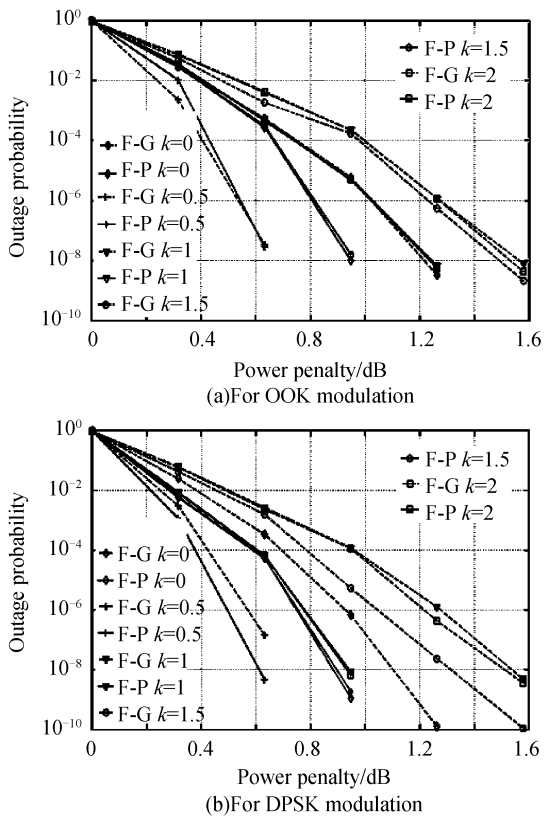 10⁰
10⁻²
10⁻⁴
10⁻⁶
10⁻⁸
10⁻¹⁰
Outage probability
F-P k=1.5
F-G k=2
F-P k=2
F-G k=0
F-P k=0
F-G k=0.5
F-P k=0.5
F-G k=1
F-P k=1
F-G k=1.5
0 0.4 0.8 1.2 1.6
Power penalty/dB
(a)For OOK modulation
10⁰
10⁻²
10⁻⁴
10⁻⁶
10⁻⁸
10⁻¹⁰
Outage probability
F-P k=1.5
F-G k=2
F-P k=2
F-G k=0
F-P k=0
F-G k=0.5
F-P k=0.5
F-G k=1
F-P k=1
F-G k=1.5
0 0.4 0.8 1.2 1.6
Power penalty/dB
(b)For DPSK modulation